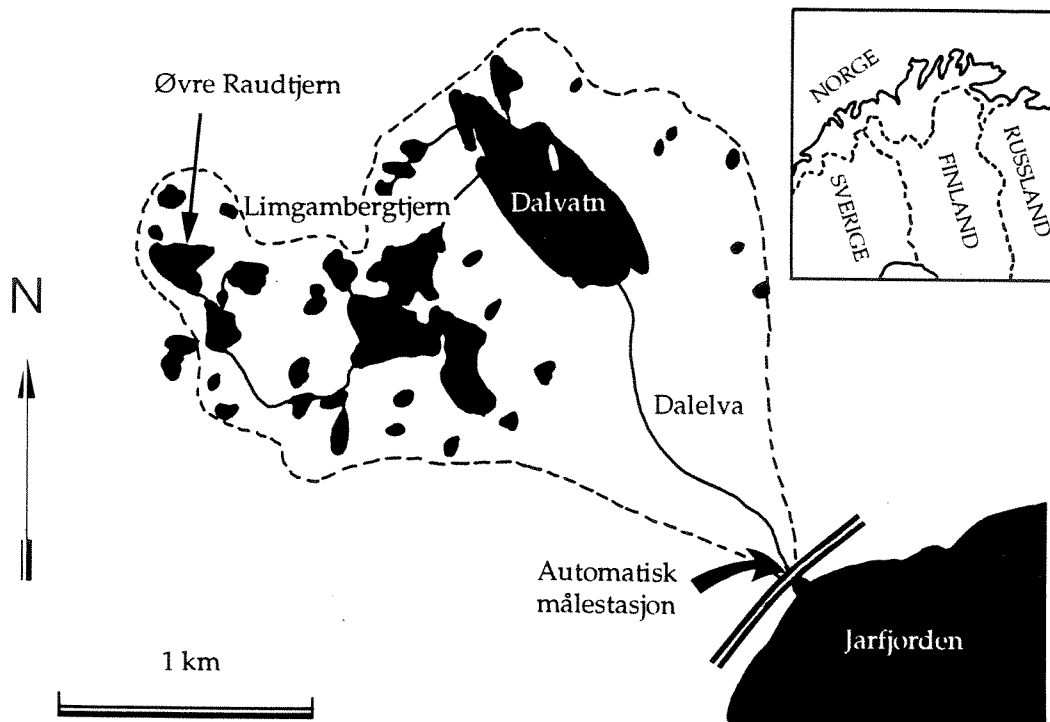 Øvre Raudtjern
Limgambergtjern
Dalvatn
NORGE
SVERIGE
FINLAND
RUSSLAND
N
Dalelva
Automatisk
målestasjon
Jarfjorden
1 km